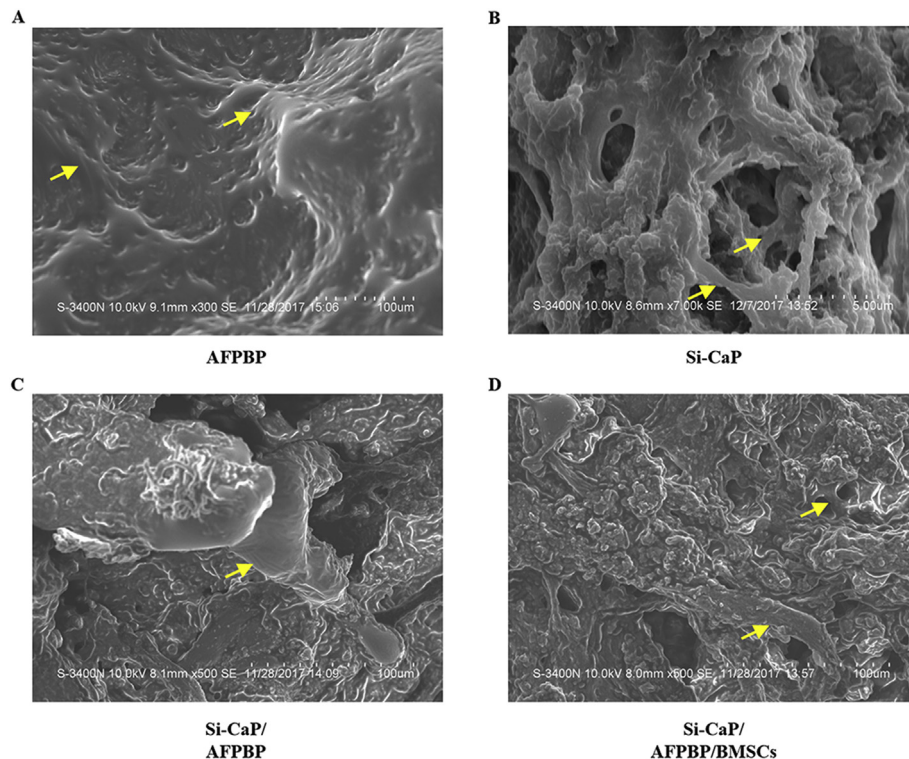 A
S-3400N 10.0kV 9.1mm x300 SE 11/28/2017 15:06 100um
AFPBP
B
S-3400N 10.0kV 8.6mm x7.00k SE 12/7/2017 13:52 5.00um
Si-CaP
C
S-3400N 10.0kV 8.1mm x500 SE 11/28/2017 14:09 100um
Si-CaP/
AFPBP
D
S-3400N 10.0kV 8.0mm x500 SE 11/28/2017 13:57 100um
Si-CaP/
AFPBP/BMSCs